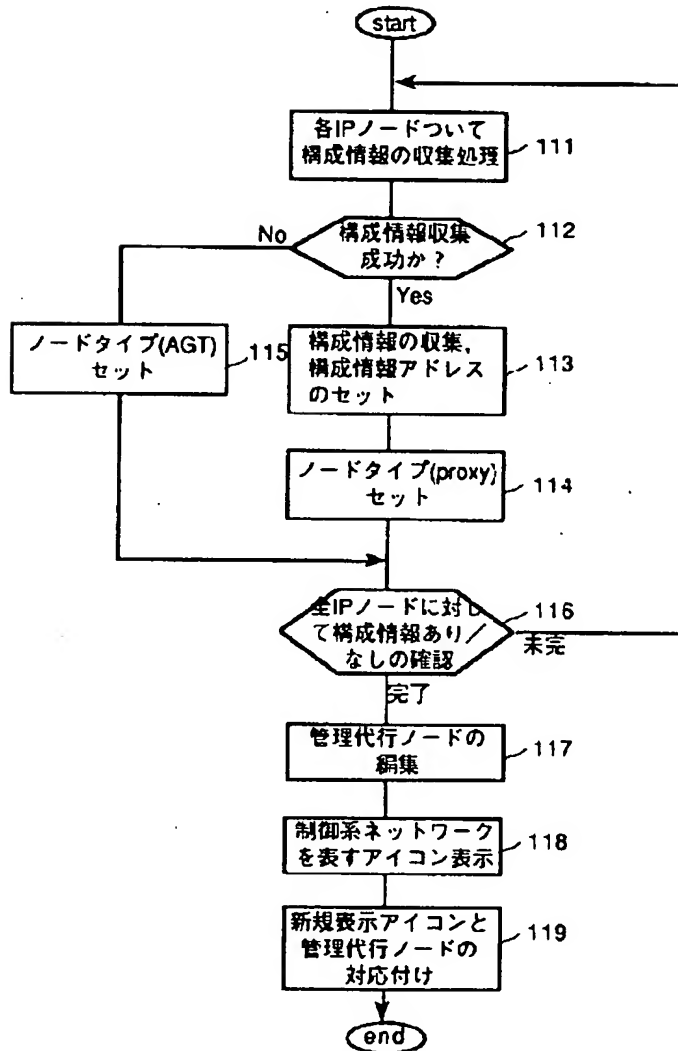 start
各IPノードついて
構成情報の収集処理
111
構成情報収集
成功か？
112
No
Yes
ノードタイプ(AGT)
セット
115
構成情報の収集,
構成情報アドレス
のセット
113
ノードタイプ(proxy)
セット
114
全IPノードに対し
て構成情報あり／
なしの確認
116
未完
完了
管理代行ノードの
編集
117
制御系ネットワーク
を表すアイコン表示
118
新規表示アイコンと
管理代行ノードの
対応付け
119
end